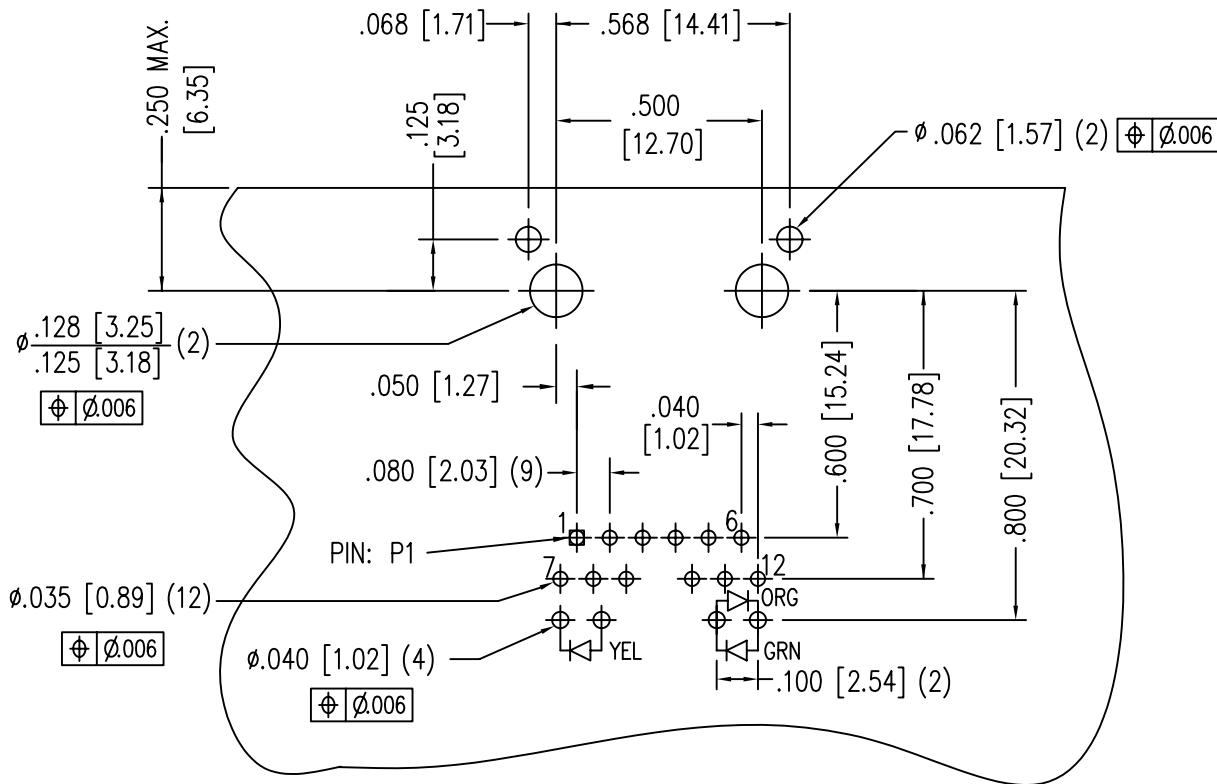 .068 [1.71]
.568 [14.41]
.250 MAX.
[6.35]
.125
[3.18]
.500
[12.70]
ø .062 [1.57] (2) ⌖ Ø.006
ø .128 [3.25]
.125 [3.18] (2)
⌖ Ø.006
.050 [1.27]
.040
[1.02]
.080 [2.03] (9)
.600 [15.24]
.700 [17.78]
.800 [20.32]
1 6
PIN: P1
7 12
ø.035 [0.89] (12)
⌖ Ø.006
ORG
YEL
GRN
ø.040 [1.02] (4)
⌖ Ø.006
.100 [2.54] (2)